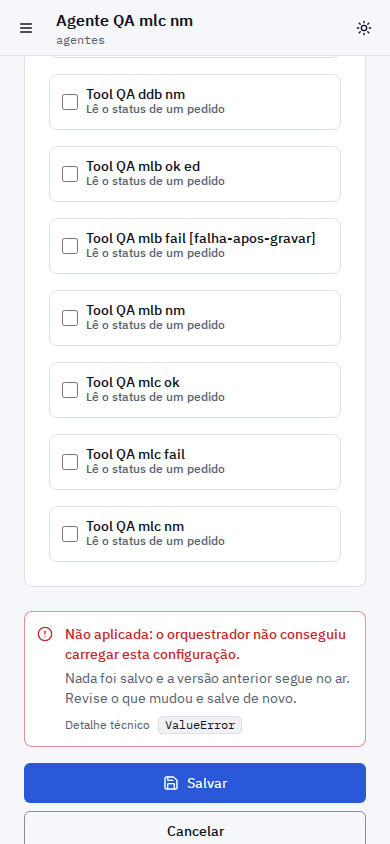 Agente QA mlc nm
agentes
Tool QA ddb nm
Lê o status de um pedido
Tool QA mlb ok ed
Lê o status de um pedido
Tool QA mlb fail [falha-apos-gravar]
Lê o status de um pedido
Tool QA mlb nm
Lê o status de um pedido
Tool QA mlc ok
Lê o status de um pedido
Tool QA mlc fail
Lê o status de um pedido
Tool QA mlc nm
Lê o status de um pedido
Não aplicada: o orquestrador não conseguiu
carregar esta configuração.
Nada foi salvo e a versão anterior segue no ar.
Revise o que mudou e salve de novo.
Detalhe técnico ValueError
Salvar
Cancelar